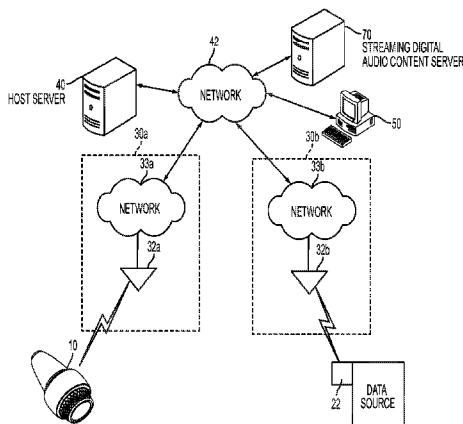 42
70
STREAMING DIGITAL
AUDIO CONTENT SERVER
40
HOST SERVER
NETWORK
50
30a
30b
33a
33b
NETWORK
NETWORK
32a
32b
10
22
DATA
SOURCE